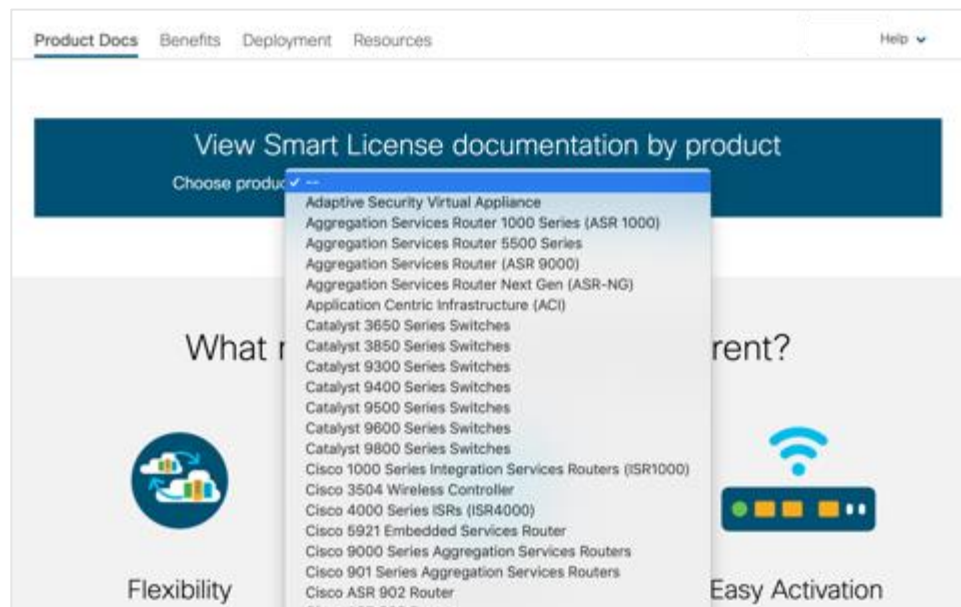 Product Docs Benefits Deployment Resources Help
View Smart License documentation by product
Choose produc
--
Adaptive Security Virtual Appliance
Aggregation Services Router 1000 Series (ASR 1000)
Aggregation Services Router 5500 Series
Aggregation Services Router (ASR 9000)
Aggregation Services Router Next Gen (ASR-NG)
Application Centric Infrastructure (ACI)
Catalyst 3650 Series Switches
Catalyst 3850 Series Switches
Catalyst 9300 Series Switches
Catalyst 9400 Series Switches
Catalyst 9500 Series Switches
Catalyst 9600 Series Switches
Catalyst 9800 Series Switches
Cisco 1000 Series Integration Services Routers (ISR1000)
Cisco 3504 Wireless Controller
Cisco 4000 Series ISRs (ISR4000)
Cisco 5921 Embedded Services Router
Cisco 9000 Series Aggregation Services Routers
Cisco 901 Series Aggregation Services Routers
Cisco ASR 902 Router
What r rent?
Flexibility
Easy Activation